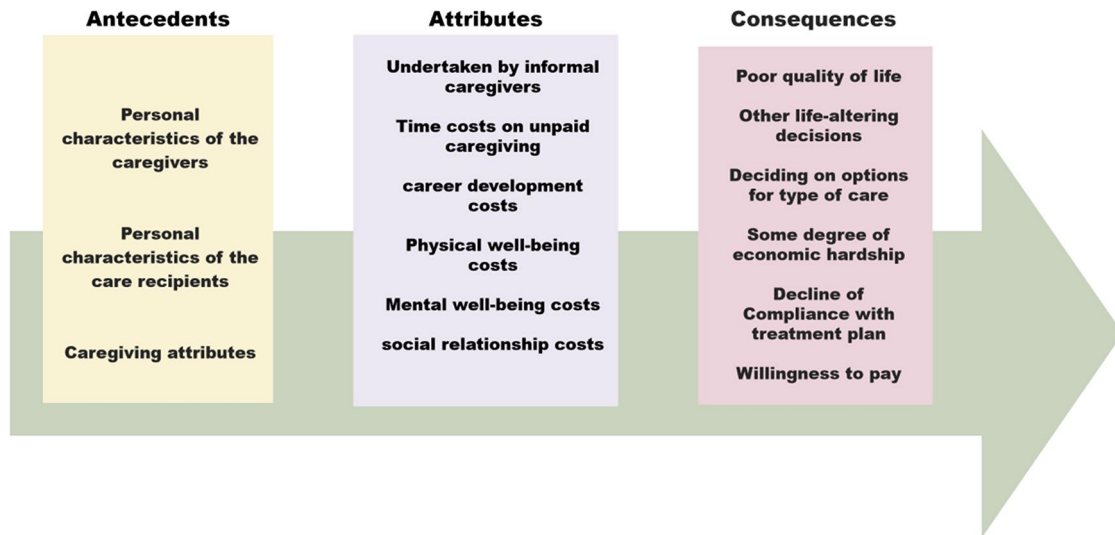 Antecedents
Personal
characteristics of the
caregivers
Personal
characteristics of the
care recipients
Caregiving attributes
Attributes
Undertaken by informal
caregivers
Time costs on unpaid
caregiving
career development
costs
Physical well-being
costs
Mental well-being costs
social relationship costs
Consequences
Poor quality of life
Other life-altering
decisions
Deciding on options
for type of care
Some degree of
economic hardship
Decline of
Compliance with
treatment plan
Willingness to pay